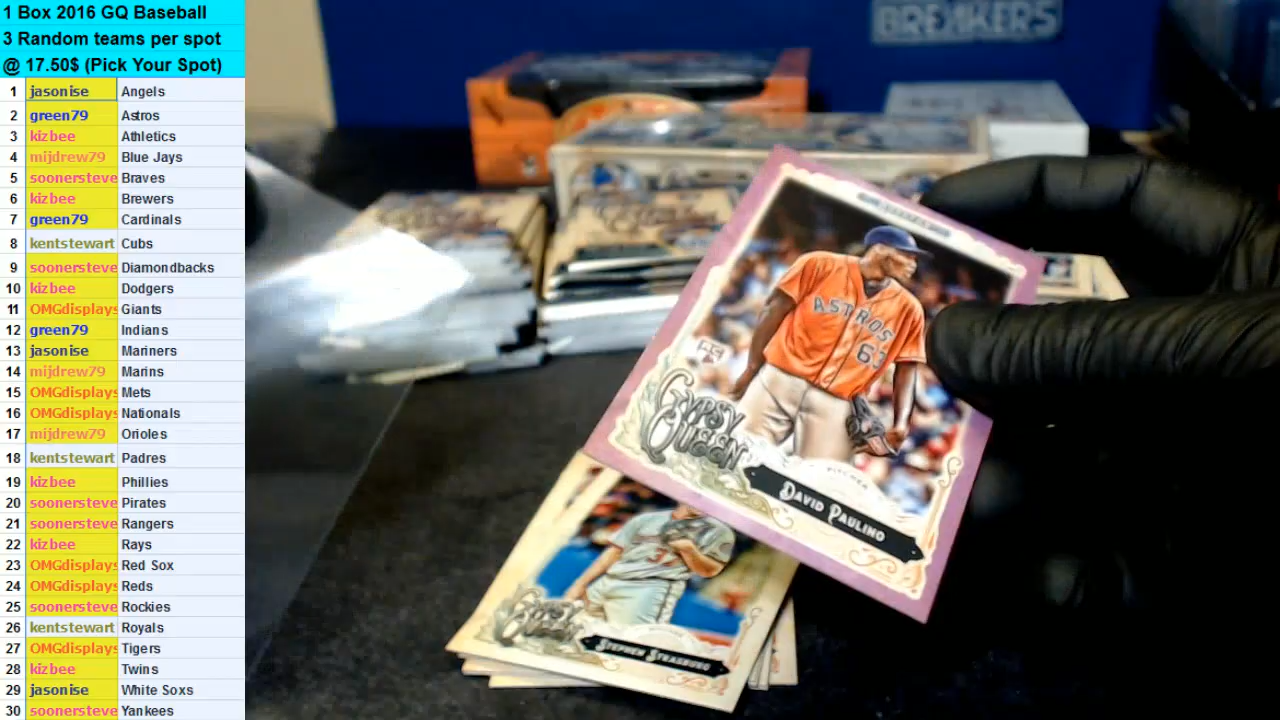 1 Box 2016 GQ Baseball
3 Random teams per spot
@ 17.50$ (Pick Your Spot)
1 jasonise Angels
2 green79 Astros
3 kizbee Athletics
4 mijdrew79 Blue Jays
5 soonersteve Braves
6 kizbee Brewers
7 green79 Cardinals
8 kentstewart Cubs
9 soonersteve Diamondbacks
10 kizbee Dodgers
11 OMGdisplays Giants
12 green79 Indians
13 jasonise Mariners
14 mijdrew79 Marins
15 OMGdisplays Mets
16 OMGdisplays Nationals
17 mijdrew79 Orioles
18 kentstewart Padres
19 kizbee Phillies
20 soonersteve Pirates
21 soonersteve Rangers
22 kizbee Rays
23 OMGdisplays Red Sox
24 OMGdisplays Reds
25 soonersteve Rockies
26 kentstewart Royals
27 OMGdisplays Tigers
28 kizbee Twins
29 jasonise White Soxs
30 soonersteve Yankees
BREAKERS
ASTROS
63
RC
GYPSY
QUEEN
PITCHER
DAVID PAULINO
GYPSY
QUEEN
STEPHEN STRASBURG